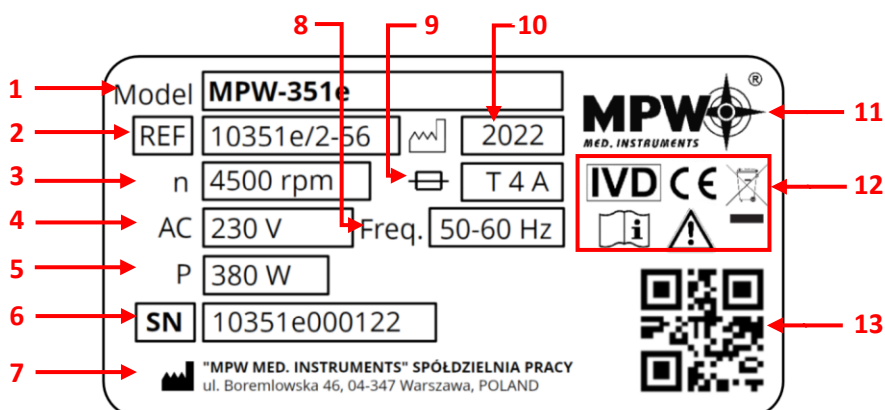 8 9 10
1 Model MPW-351e ®
MPW 11
MED. INSTRUMENTS
2 REF 10351e/2-56 2022
3 n 4500 rpm T 4 A
IVD CE 12
4 AC 230 V Freq. 50-60 Hz
i
5 P 380 W
6 SN 10351e000122 13
7 "MPW MED. INSTRUMENTS" SPÓŁDZIELNIA PRACY
ul. Boremlowska 46, 04-347 Warszawa, POLAND